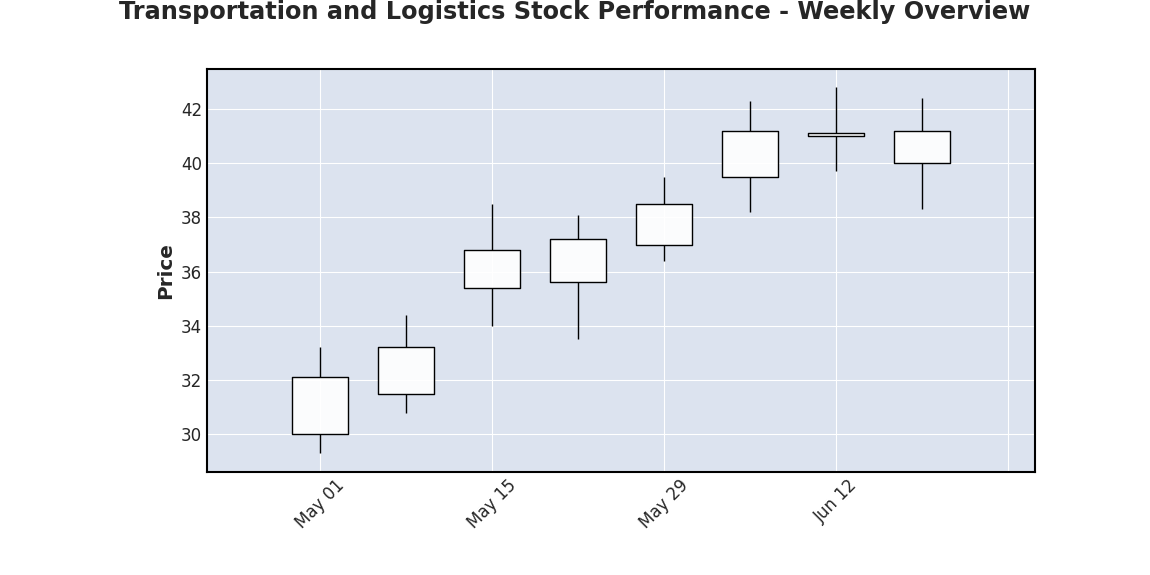 Transportation and Logistics Stock Performance - Weekly Overview
Price
42
40
38
36
34
32
30
May 01
May 15
May 29
Jun 12